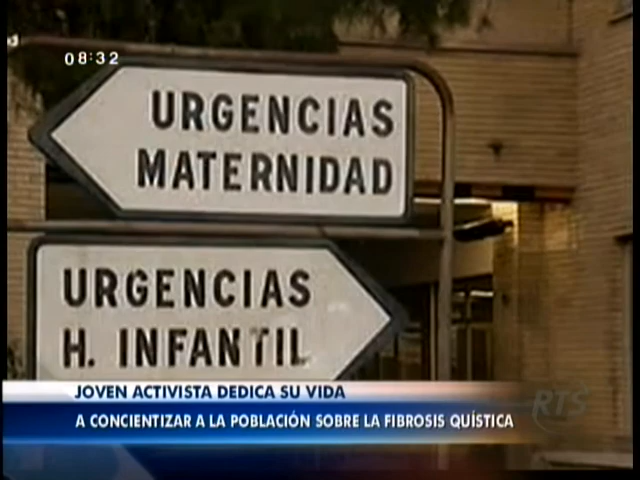 08:32
URGENCIAS
MATERNIDAD
URGENCIAS
H. INFANTIL
JOVEN ACTIVISTA DEDICA SU VIDA
A CONCIENTIZAR A LA POBLACIÓN SOBRE LA FIBROSIS QUÍSTICA
RTS